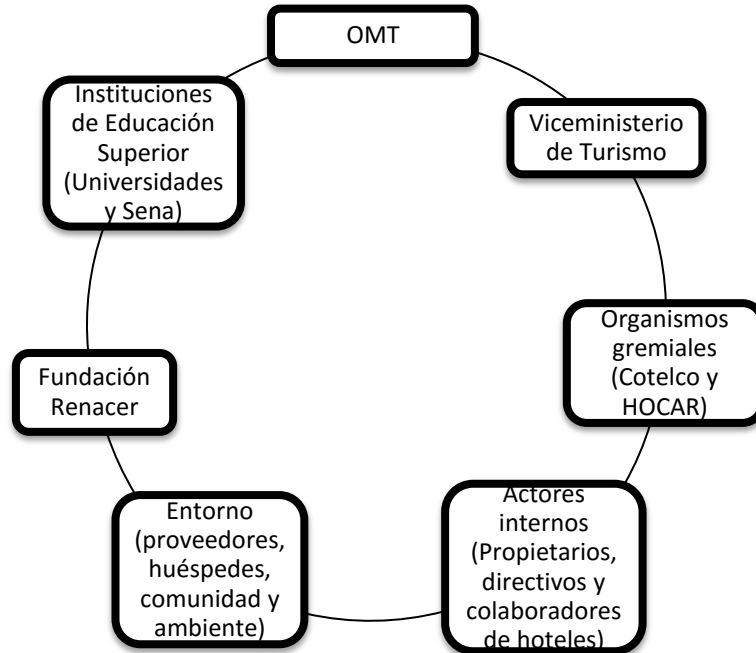 OMT
Viceministerio
de Turismo
Organismos
gremiales
(Cotelco y
HOCAR)
Actores
internos
(Propietarios,
directivos y
colaboradores
de hoteles)
Entorno
(proveedores,
huéspedes,
comunidad y
ambiente)
Fundación
Renacer
Instituciones
de Educación
Superior
(Universidades
y Sena)